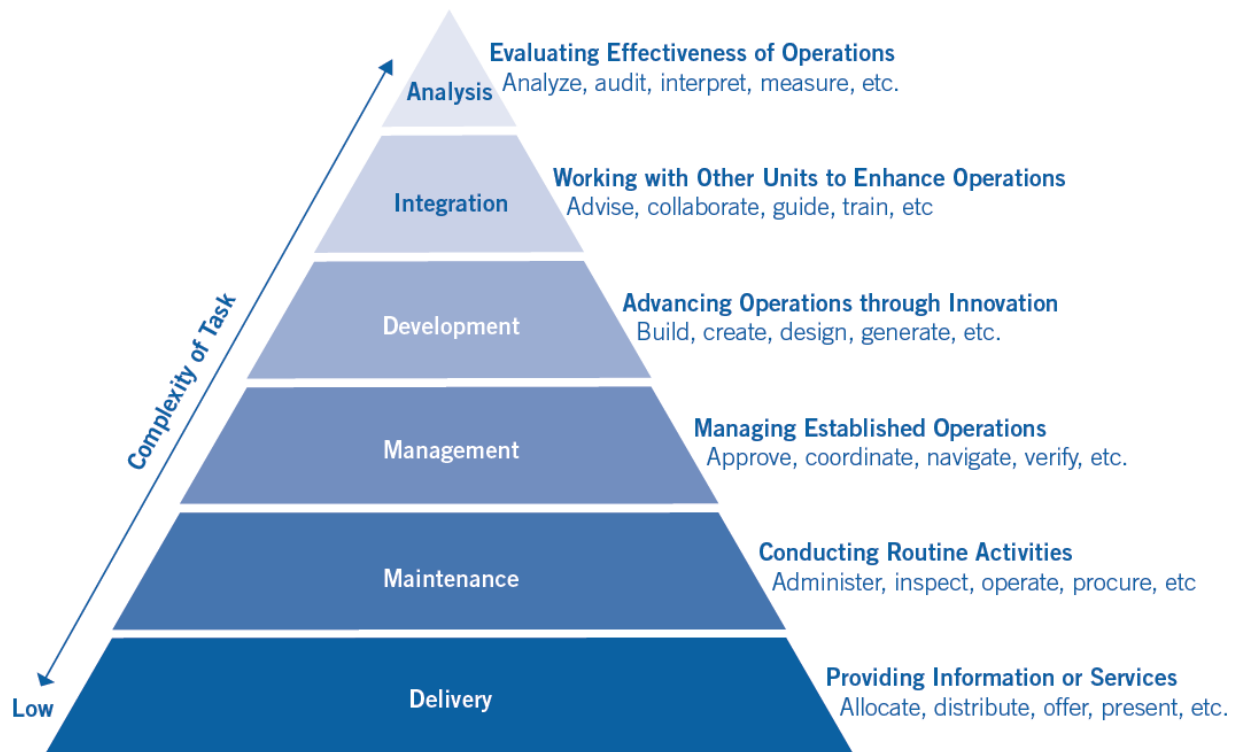 Evaluating Effectiveness of Operations
Analyze, audit, interpret, measure, etc.
Analysis
Working with Other Units to Enhance Operations
Advise, collaborate, guide, train, etc
Integration
Advancing Operations through Innovation
Build, create, design, generate, etc.
Development
Complexity of Task
Managing Established Operations
Approve, coordinate, navigate, verify, etc.
Management
Conducting Routine Activities
Administer, inspect, operate, procure, etc
Maintenance
Providing Information or Services
Allocate, distribute, offer, present, etc.
Delivery
Low